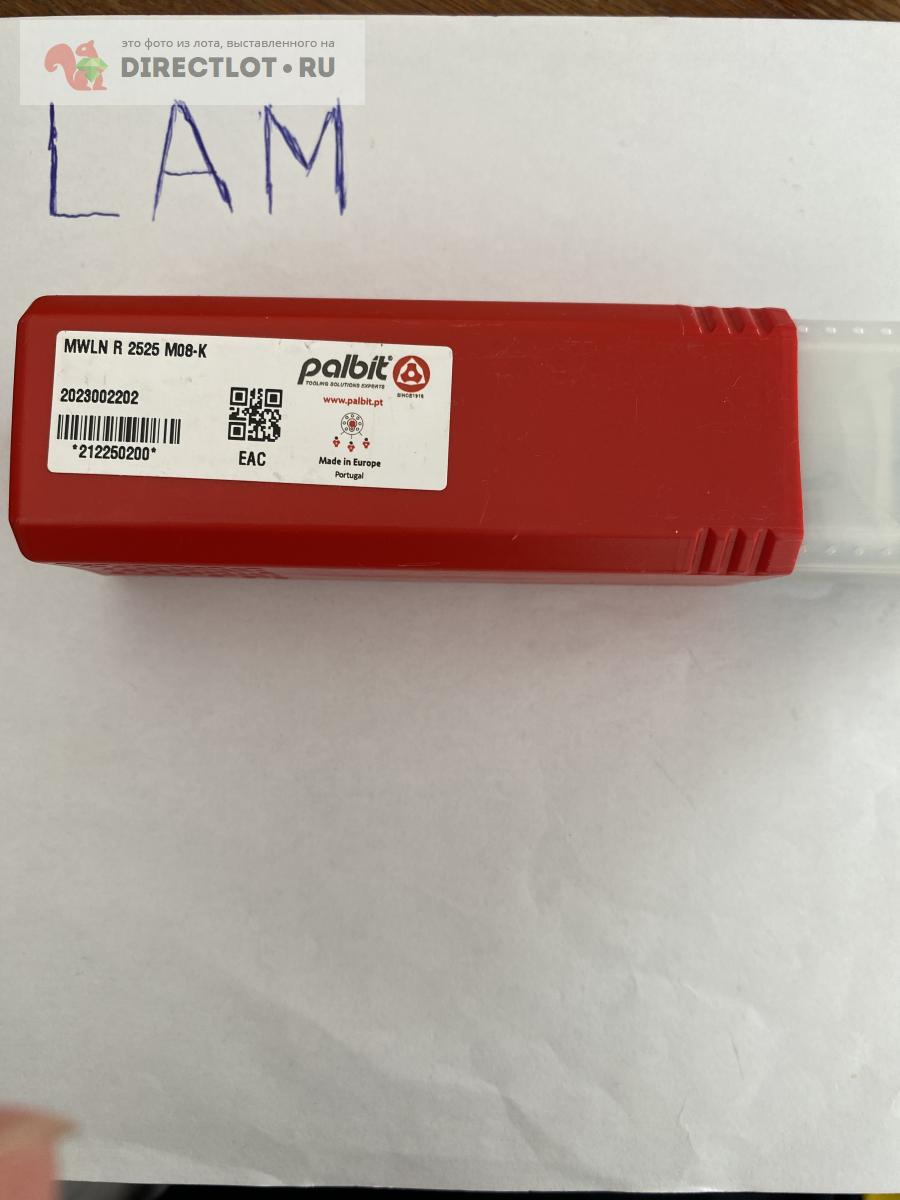 это фото из лота, выставленного на
DIRECTLOT•RU
LAM
MWLN R 2525 M08-K
palbit
TOOLING SOLUTIONS EXPERTS
SINCE1916
2023002202
www.palbit.pt
*212250200*
EAC
Made in Europe
Portugal